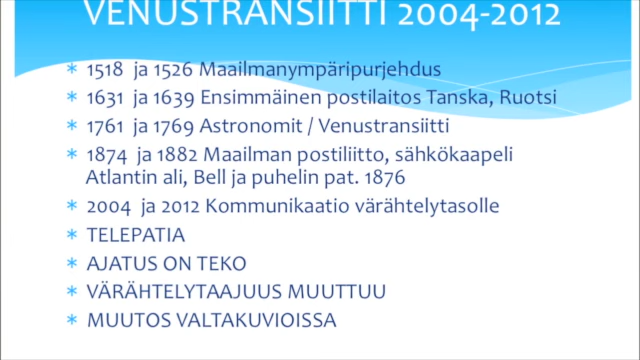 VENUSTRANSIITTI 2004-2012
* 1518 ja 1526 Maailmanympäripurjehdus
* 1631 ja 1639 Ensimmäinen postilaitos Tanska, Ruotsi
* 1761 ja 1769 Astronomit / Venustransiitti
* 1874 ja 1882 Maailman postiliitto, sähkökaapeli
Atlantin ali, Bell ja puhelin pat. 1876
* 2004 ja 2012 Kommunikaatio värähtelytasolle
* TELEPATIA
* AJATUS ON TEKO
* VÄRÄHTELYTAAJUUS MUUTTUU
* MUUTOS VALTAKUVIOISSA